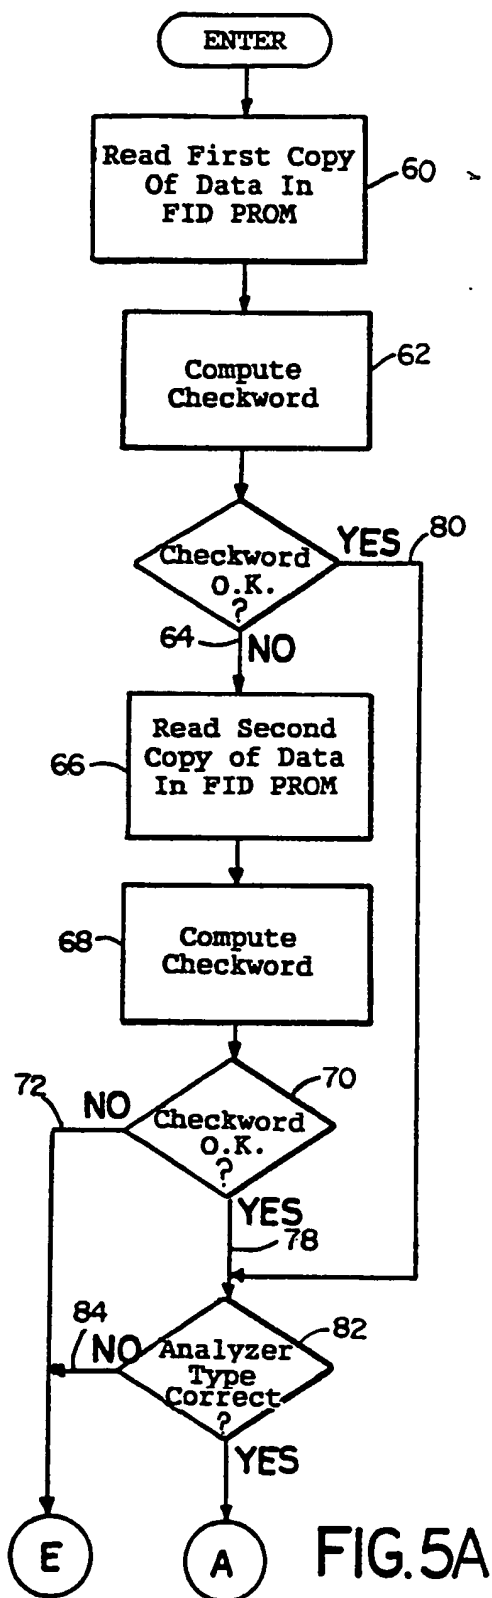 ENTER
Read First Copy
Of Data In
FID PROM
60
Compute
Checkword
62
YES
80
Checkword
O.K.
?
64
NO
Read Second
Copy of Data
In FID PROM
66
Compute
Checkword
68
70
72
NO
Checkword
O.K.
?
YES
78
84
82
NO
Analyzer
Type
Correct
?
YES
E
A
FIG.5A